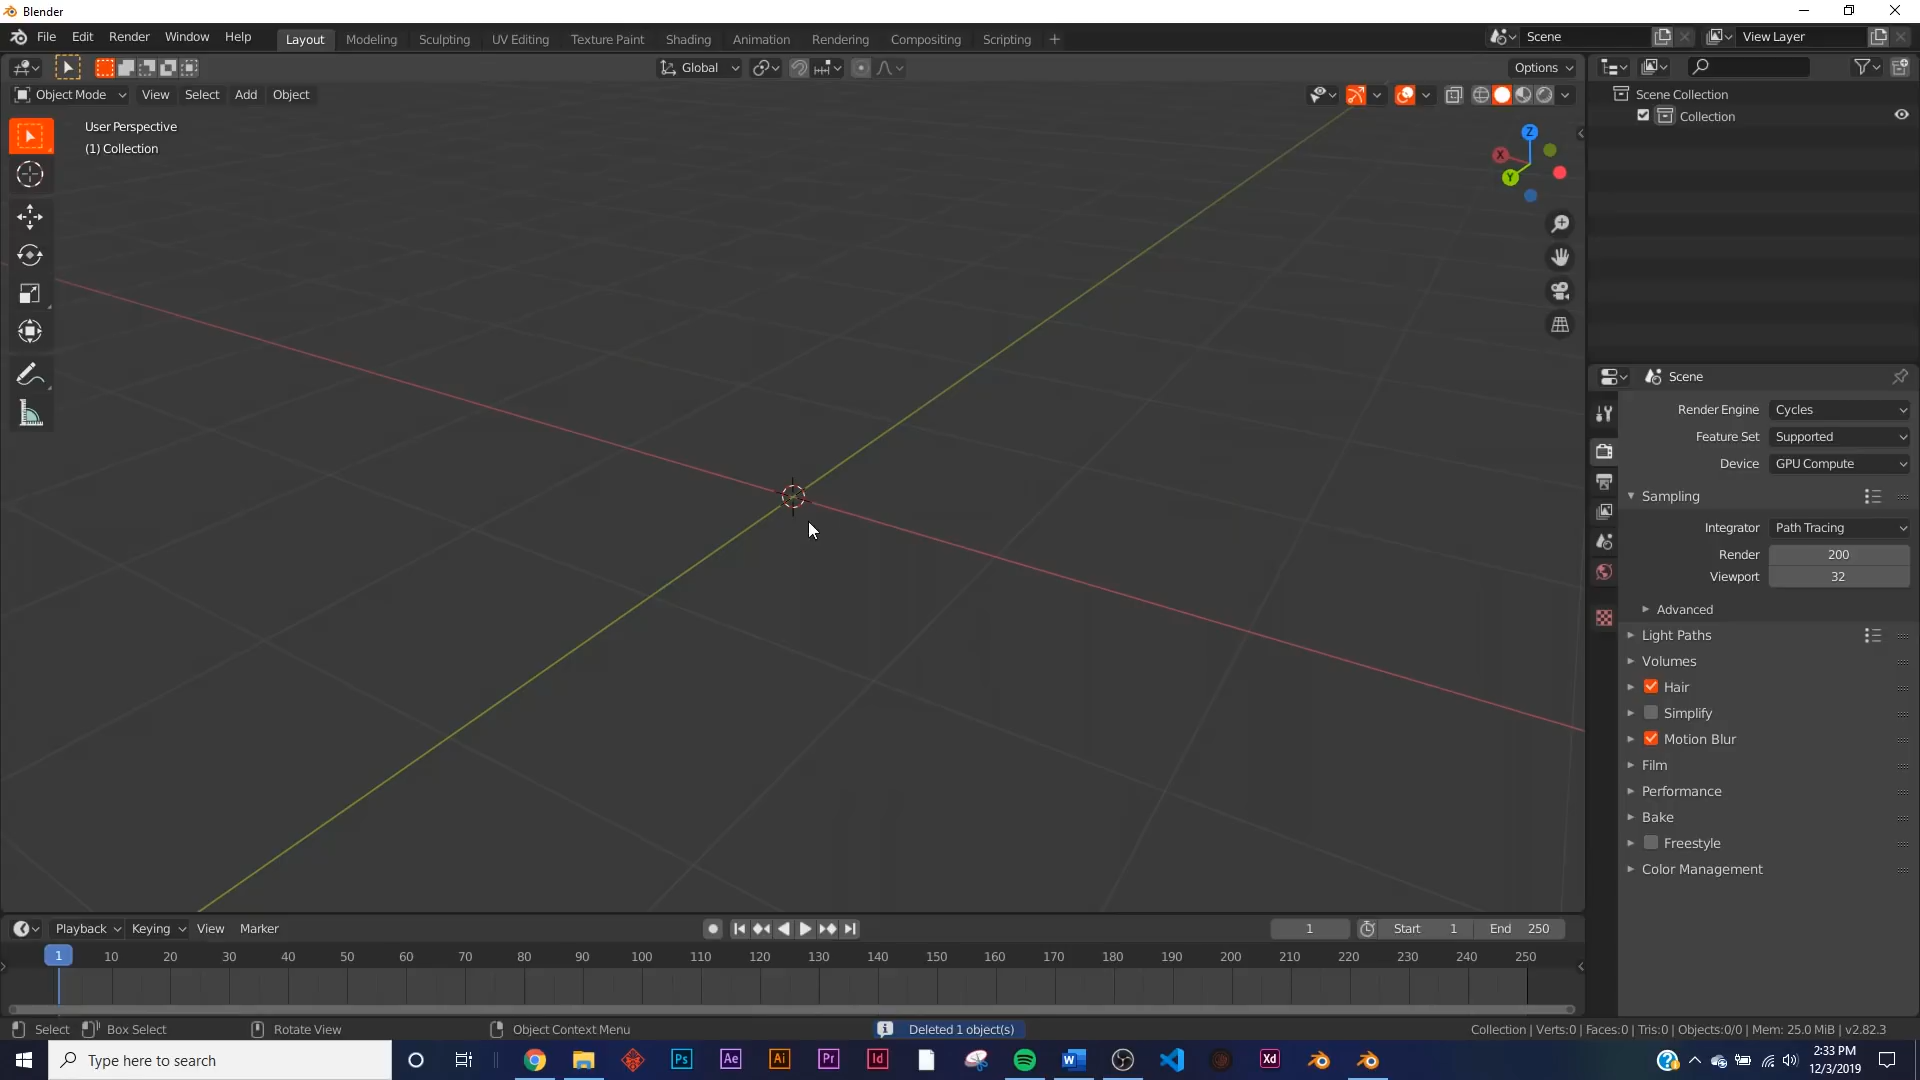 Blender
File Edit Render Window Help Layout Modeling Sculpting UV Editing Texture Paint Shading Animation Rendering Compositing Scripting + Scene View Layer
Global Options
Object Mode View Select Add Object
Scene Collection
Collection
User Perspective
(1) Collection
Z
X
Y
Scene
Render Engine Cycles
Feature Set Supported
Device GPU Compute
Sampling
Integrator Path Tracing
Render 200
Viewport 32
Advanced
Light Paths
Volumes
Hair
Simplify
Motion Blur
Film
Performance
Bake
Freestyle
Color Management
Playback Keying View Marker 1 Start 1 End 250
1 10 20 30 40 50 60 70 80 90 100 110 120 130 140 150 160 170 180 190 200 210 220 230 240 250
Select Box Select Rotate View Object Context Menu Deleted 1 object(s) Collection | Verts:0 | Faces:0 | Tris:0 | Objects:0/0 | Mem: 25.0 MiB | v2.82.3
Type here to search Ps Ae Ai Pr Id W Xd ?
2:33 PM
12/3/2019